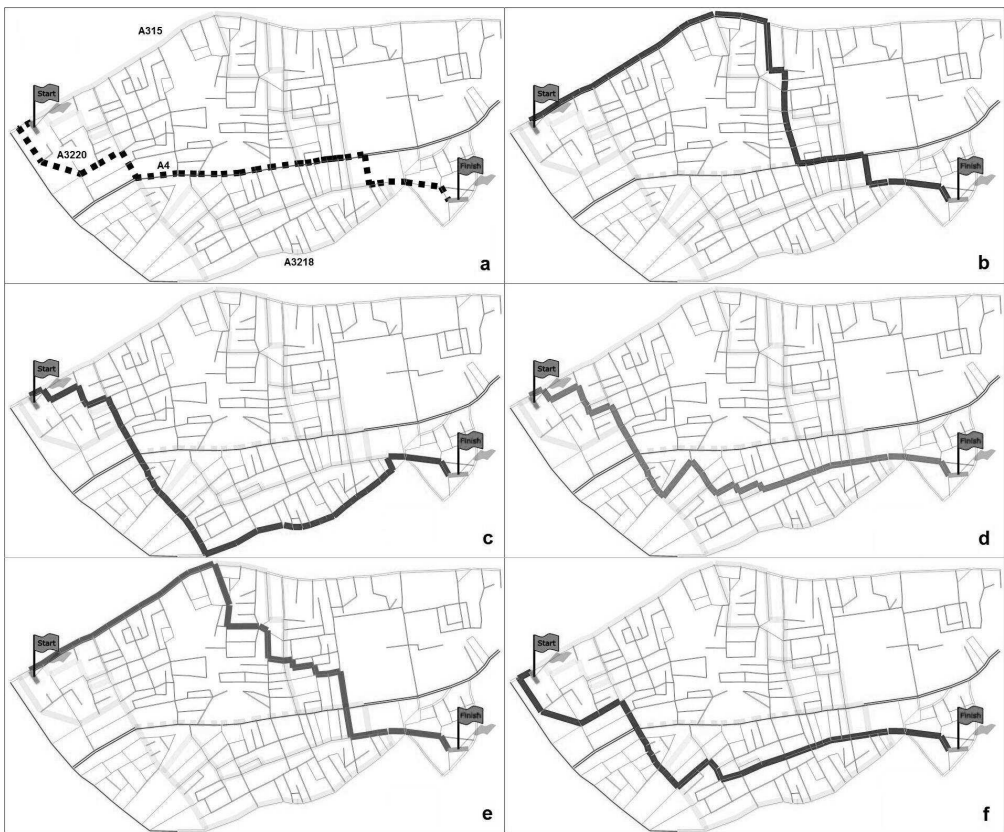 A315
Start
A3220
A4
Finish
A3218
a
Start
Finish
b
Start
Finish
c
Start
Finish
d
Start
Finish
e
Start
Finish
f